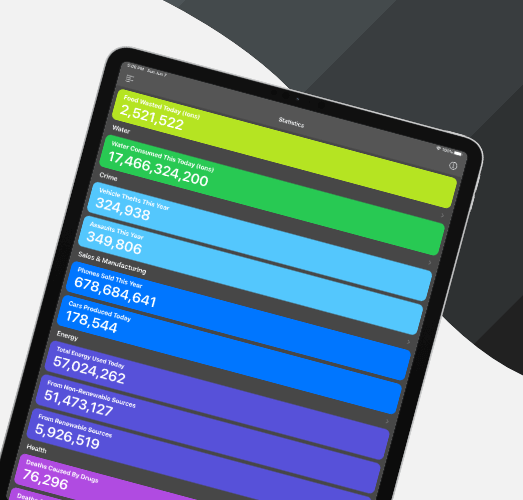 5:05 PM Sun Jun 7
100%
Statistics
Food Wasted Today (tons)
2,521,522
Water
Water Consumed This Today (tons)
17,466,324,200
Crime
Vehicle Thefts This Year
324,938
Assaults This Year
349,806
Sales & Manufacturing
Phones Sold This Year
678,684,641
Cars Produced Today
178,544
Energy
Total Energy Used Today
57,024,262
From Non-Renewable Sources
51,473,127
From Renewable Sources
5,926,519
Health
Deaths Caused By Drugs
76,296